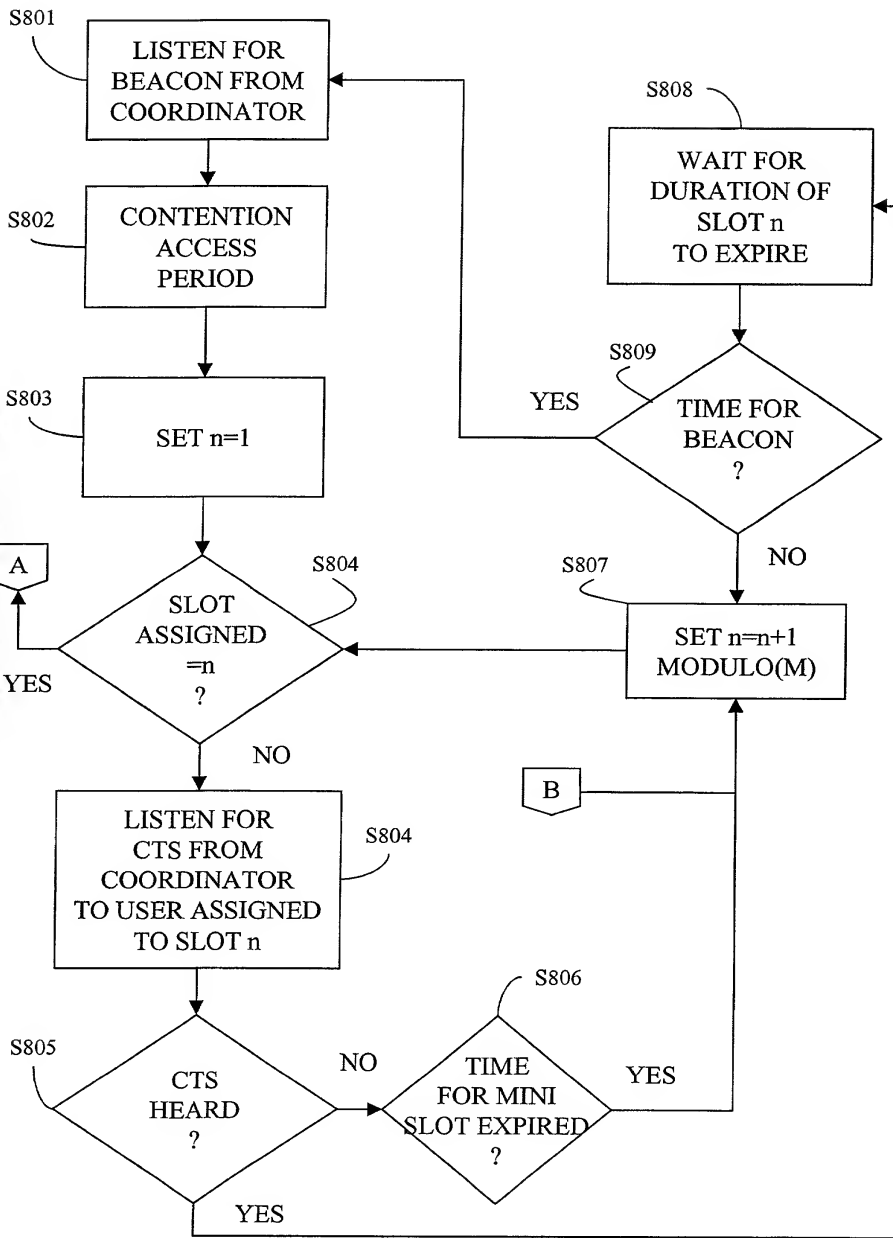 S801
LISTEN FOR
BEACON FROM
COORDINATOR
S802
CONTENTION
ACCESS
PERIOD
S803
SET n=1
A
YES
S804
SLOT
ASSIGNED
=n
?
NO
LISTEN FOR
CTS FROM
COORDINATOR
TO USER ASSIGNED
TO SLOT n
S804
S805
CTS
HEARD
?
NO
YES
S806
TIME
FOR MINI
SLOT EXPIRED
?
YES
B
S807
SET n=n+1
MODULO(M)
S808
WAIT FOR
DURATION OF
SLOT n
TO EXPIRE
S809
TIME FOR
BEACON
?
YES
NO